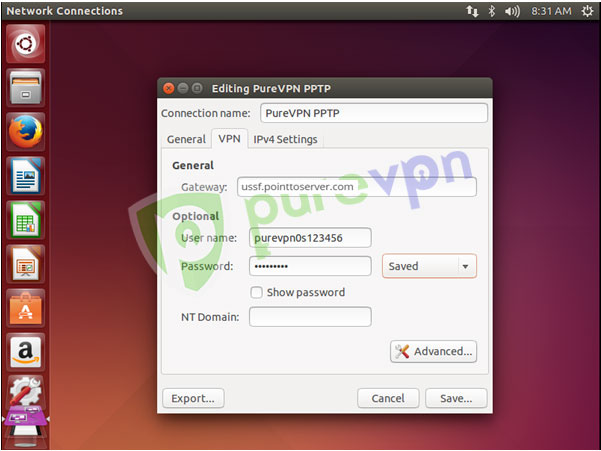 Network Connections
8:31 AM
Editing PureVPN PPTP
Connection name: PureVPN PPTP
General VPN IPv4 Settings
General
Gateway: ussf.pointtoserver.com
purevpn
Optional
User name: purevpn0s123456
Password: ••••••••• Saved
Show password
NT Domain:
Advanced...
Export... Cancel Save...